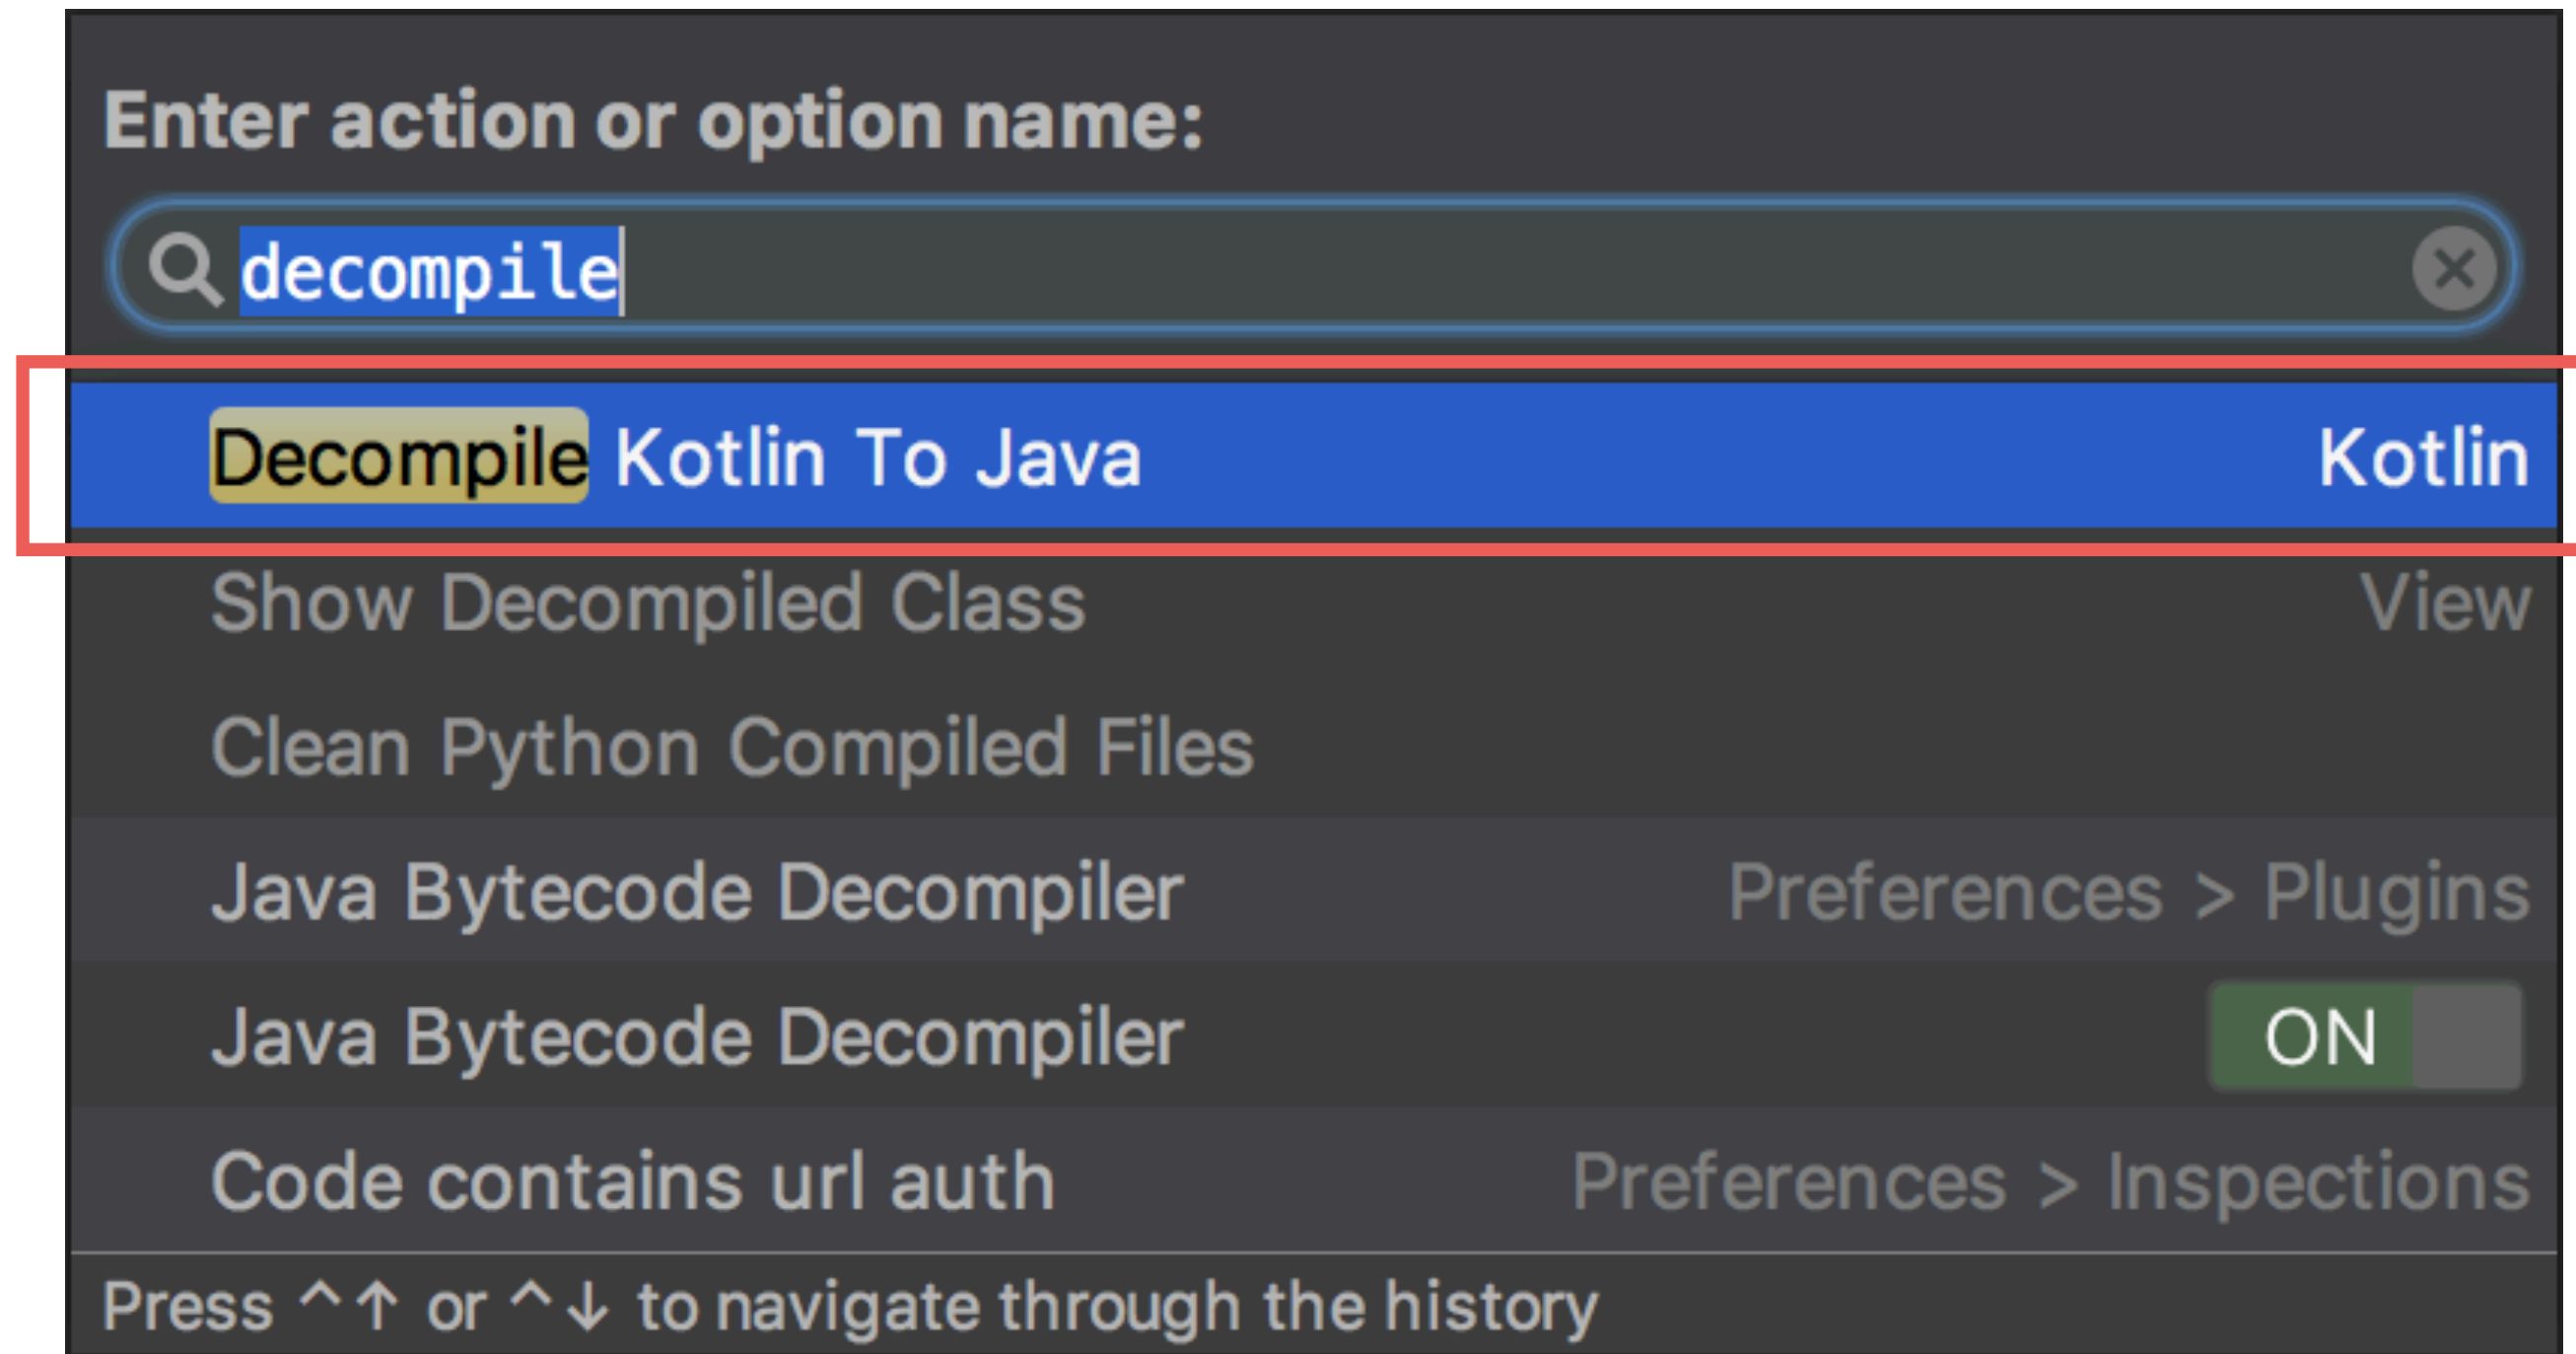 Enter action or option name:
decompile
Decompile Kotlin To Java Kotlin
Show Decompiled Class View
Clean Python Compiled Files
Java Bytecode Decompiler Preferences > Plugins
Java Bytecode Decompiler ON
Code contains url auth Preferences > Inspections
Press ^↑ or ^↓ to navigate through the history